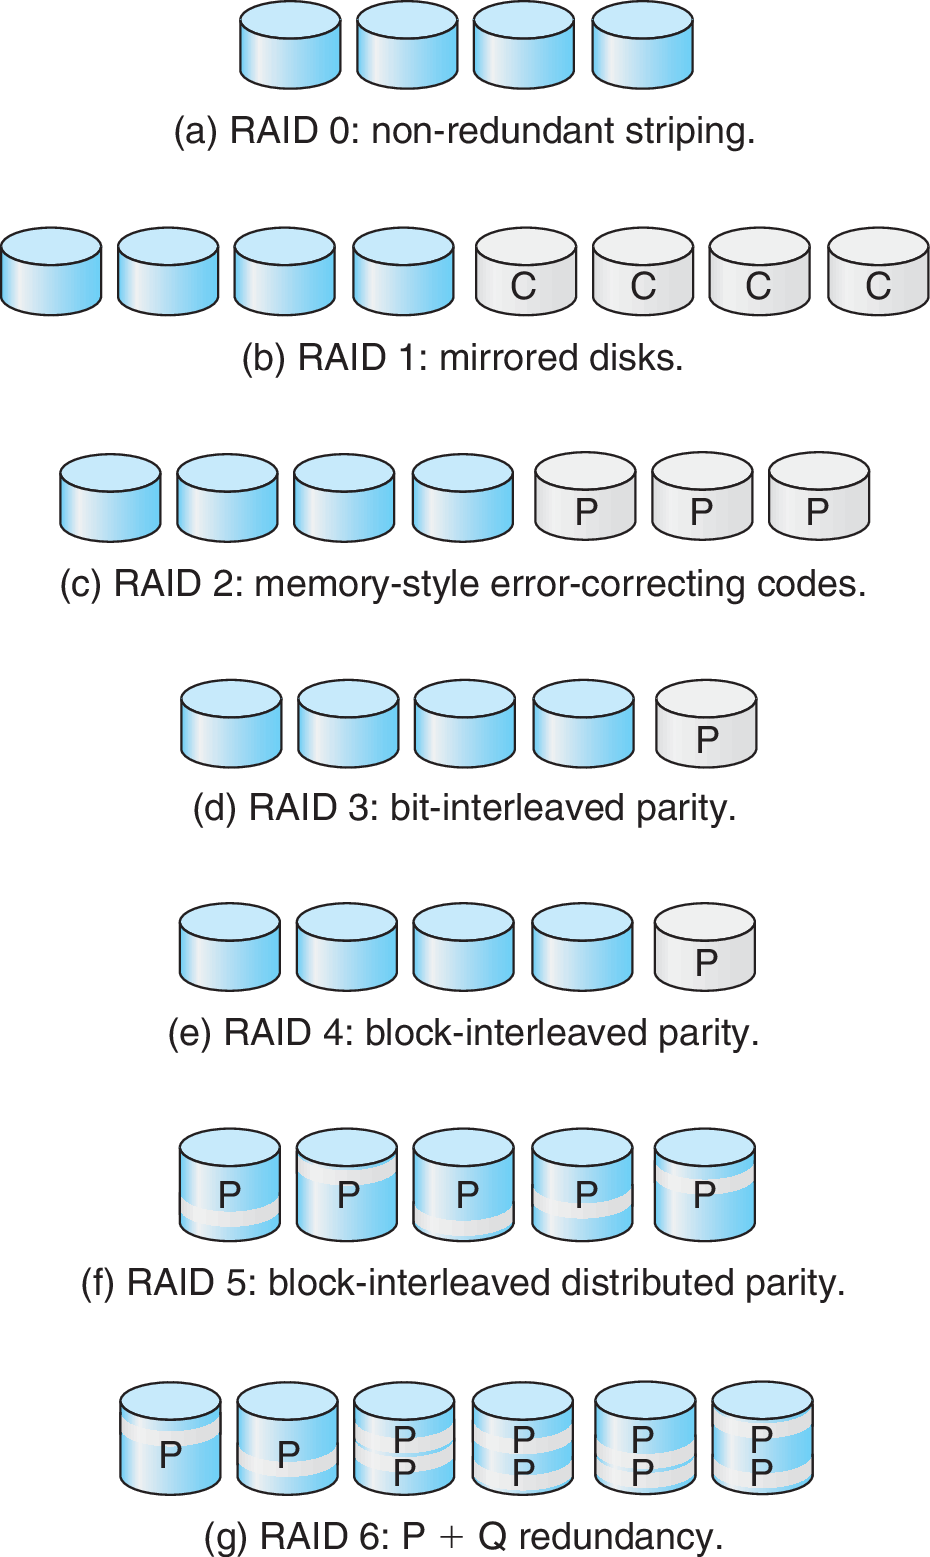 (a) RAID 0: non-redundant striping.
C C C C
(b) RAID 1: mirrored disks.
P P P
(c) RAID 2: memory-style error-correcting codes.
P
(d) RAID 3: bit-interleaved parity.
P
(e) RAID 4: block-interleaved parity.
P P P P P
(f) RAID 5: block-interleaved distributed parity.
P P P P P P
P P P P
(g) RAID 6: P + Q redundancy.